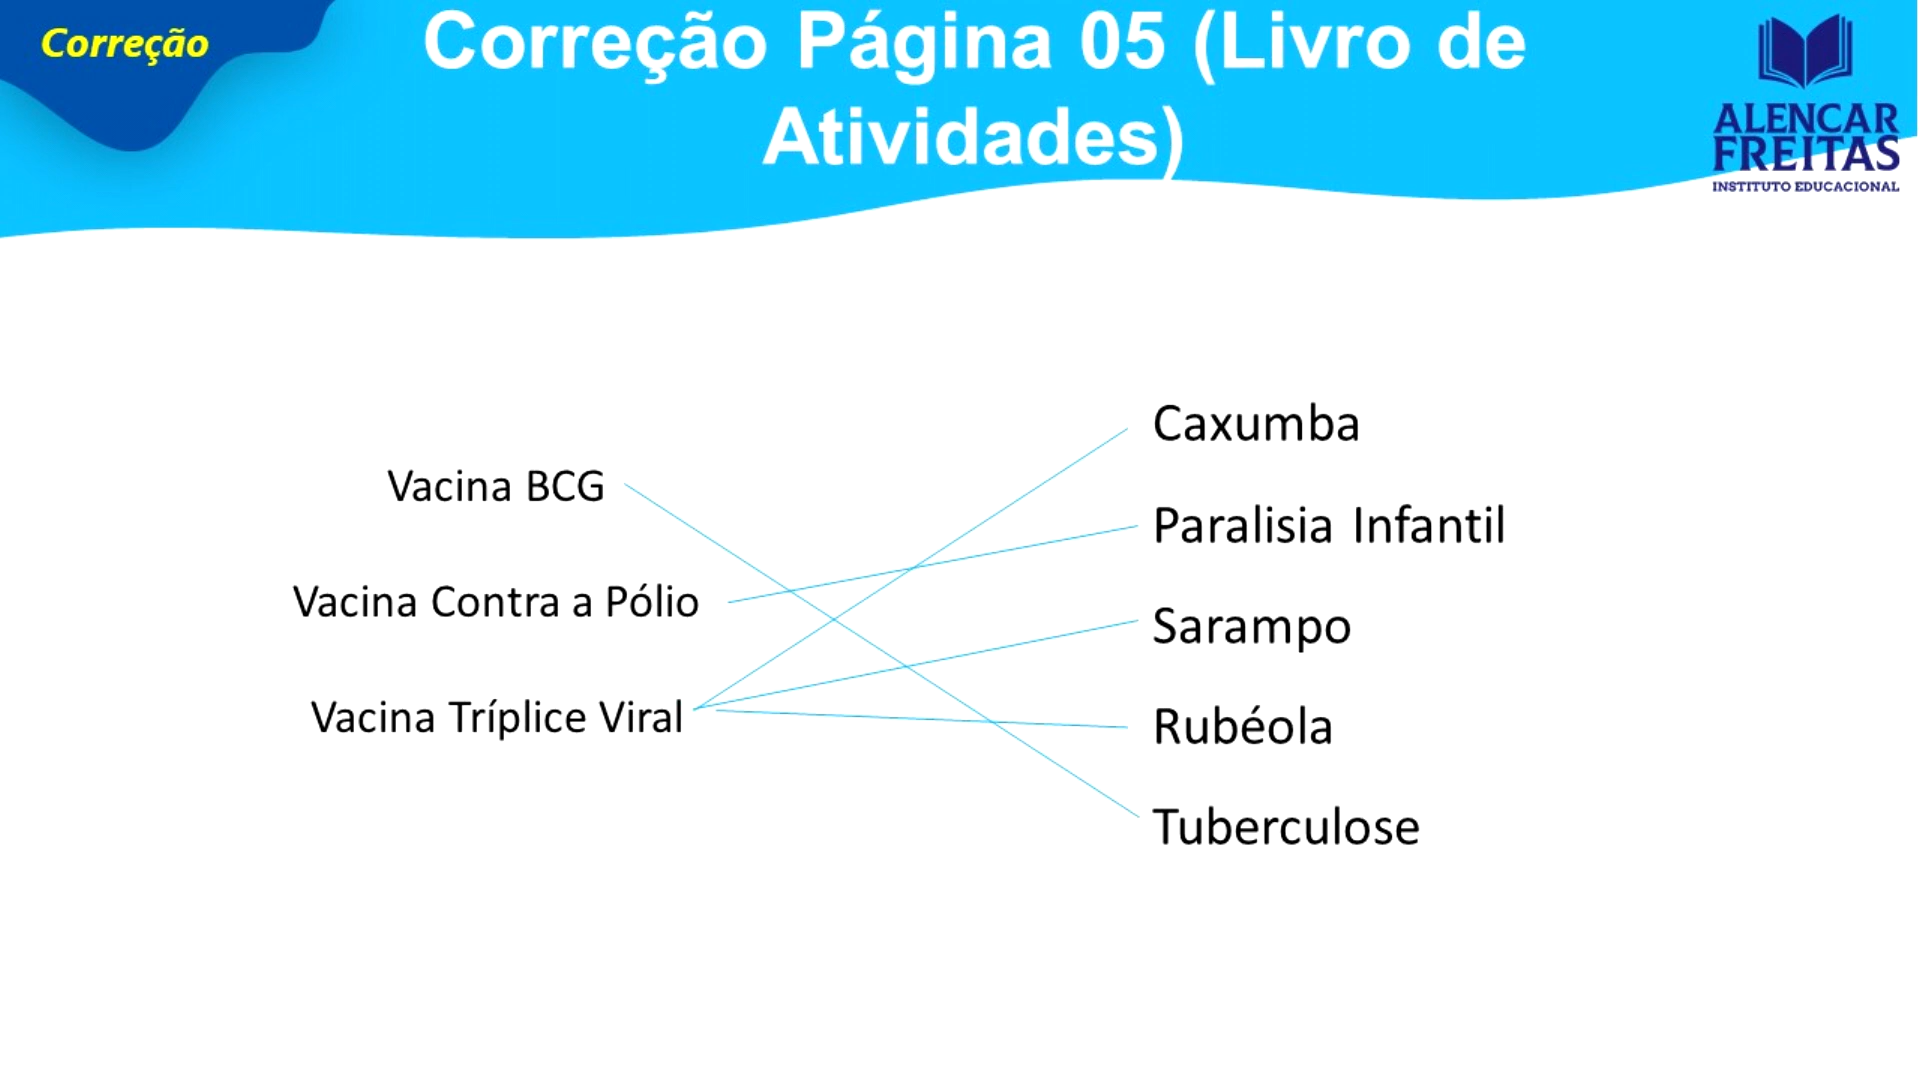 Correção
Correção Página 05 (Livro de
Atividades)
ALENCAR
FREITAS
INSTITUTO EDUCACIONAL
Vacina BCG
Vacina Contra a Pólio
Vacina Tríplice Viral
Caxumba
Paralisia Infantil
Sarampo
Rubéola
Tuberculose